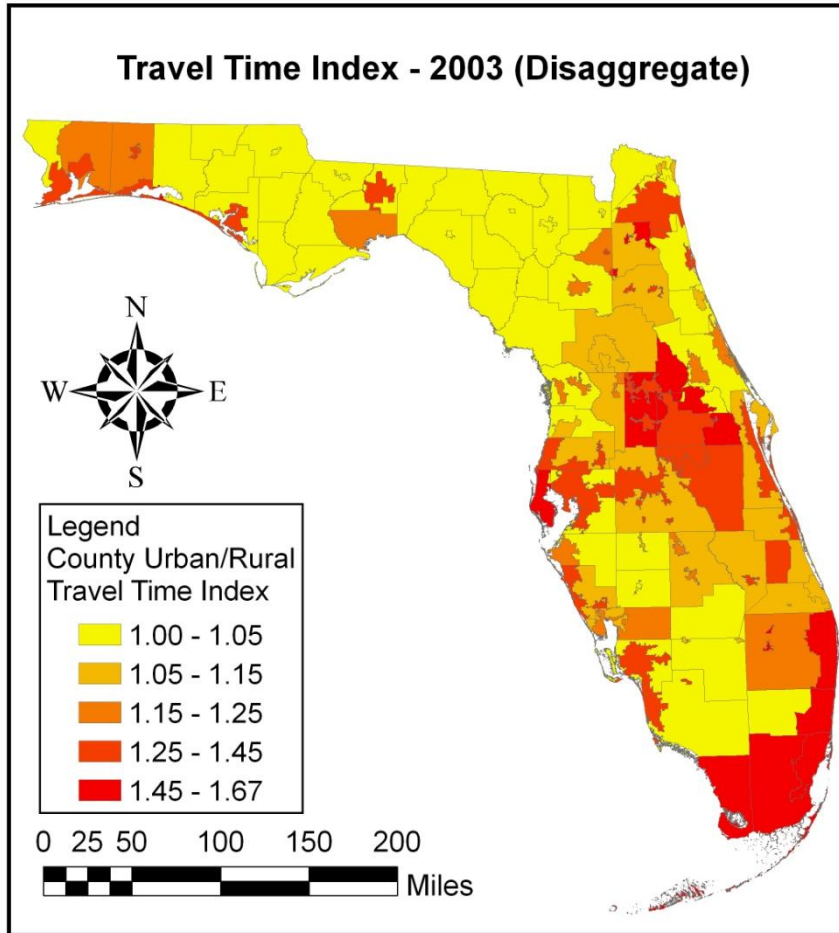 Travel Time Index - 2003 (Disaggregate)
N
W E
S
Legend
County Urban/Rural
Travel Time Index
1.00 - 1.05
1.05 - 1.15
1.15 - 1.25
1.25 - 1.45
1.45 - 1.67
0 25 50 100 150 200
Miles